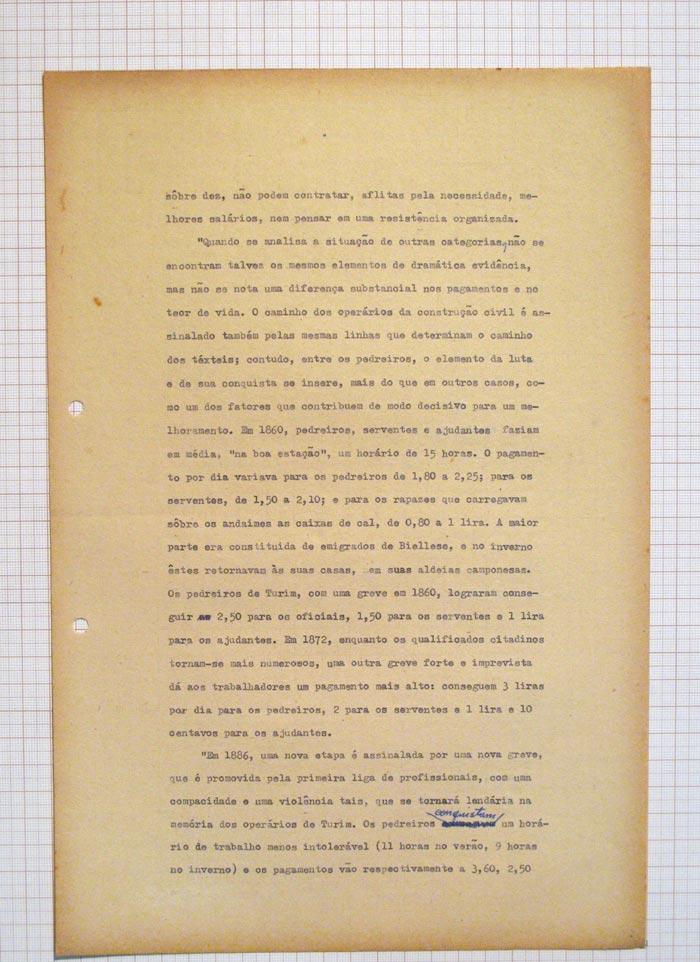 sôbre dez, não podem contratar, aflitas pela necessidade, me-
lhores salários, nem pensar em uma resistência organizada.
"Quando se analisa a situação de outras categorias, não se
encontram talvez os mesmos elementos de dramática evidência,
mas não se nota uma diferença substancial nos pagamentos e no
teor de vida. O caminho dos operários da construção civil é as-
sinalado também pelas mesmas linhas que determinam o caminho
dos têxteis; contudo, entre os pedreiros, o elemento da luta
e de sua conquista se insere, mais do que em outros casos, co-
mo um dos fatores que contribuem de modo decisivo para um me-
lhoramento. Em 1860, pedreiros, serventes e ajudantes faziam
em média, "na boa estação", um horário de 15 horas. O pagamen-
to por dia variava para os pedreiros de 1,80 a 2,25; para os
serventes, de 1,50 a 2,10; e para os rapazes que carregavam
sôbre os andaimes as caixas de cal, de 0,80 a 1 lira. A maior
parte era constituida de emigrados de Biellese, e no inverno
êstes retornavam às suas casas, em suas aldeias camponesas.
Os pedreiros de Turim, com uma greve em 1860, lograram conse-
guir 2,50 para os oficiais, 1,50 para os serventes e 1 lira
para os ajudantes. Em 1872, enquanto os qualificados citadinos
tornam-se mais numerosos, uma outra greve forte e imprevista
dá aos trabalhadores um pagamento mais alto: conseguem 3 liras
por dia para os pedreiros, 2 para os serventes e 1 lira e 10
centavos para os ajudantes.
"Em 1886, uma nova etapa é assinalada por uma nova greve,
que é promovida pela primeira liga de profissionais, com uma
compacidade e uma violência tais, que se tornará lendária na
memória dos operários de Turim. Os pedreiros conquistam um horá-
rio de trabalho menos intolerável (11 horas no verão, 9 horas
no inverno) e os pagamentos vão respectivamente a 3,60, 2,50